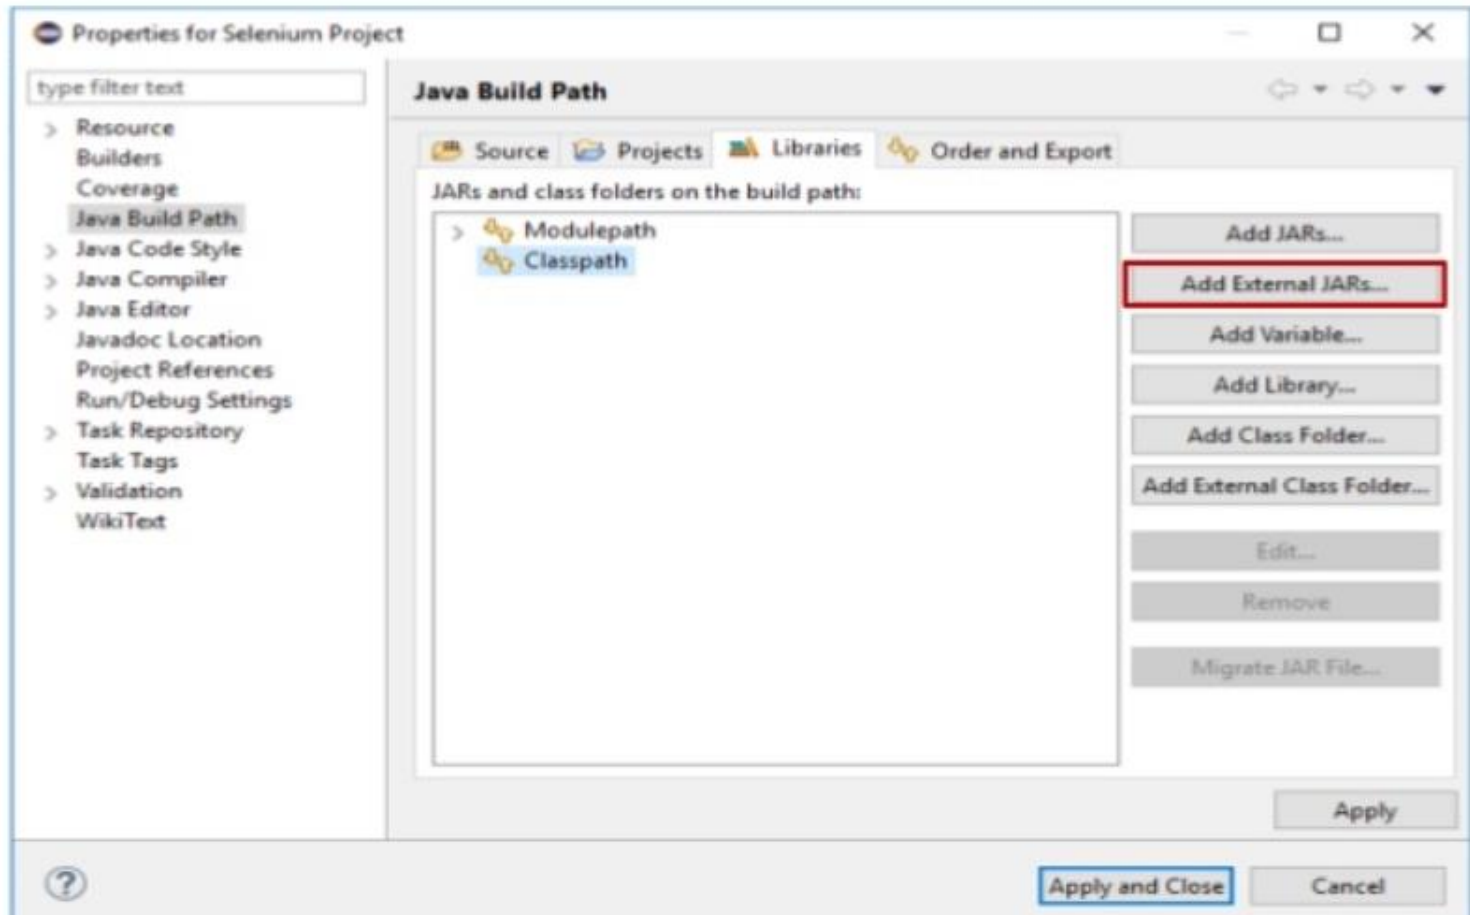 Properties for Selenium Project
type filter text
Resource
Builders
Coverage
Java Build Path
Java Code Style
Java Compiler
Java Editor
Javadoc Location
Project References
Run/Debug Settings
Task Repository
Task Tags
Validation
WikiText
Java Build Path
Source Projects Libraries Order and Export
JARs and class folders on the build path:
Modulepath
Classpath
Add JARs...
Add External JARs...
Add Variable...
Add Library...
Add Class Folder...
Add External Class Folder...
Edit...
Remove
Migrate JAR File...
Apply
?
Apply and Close Cancel